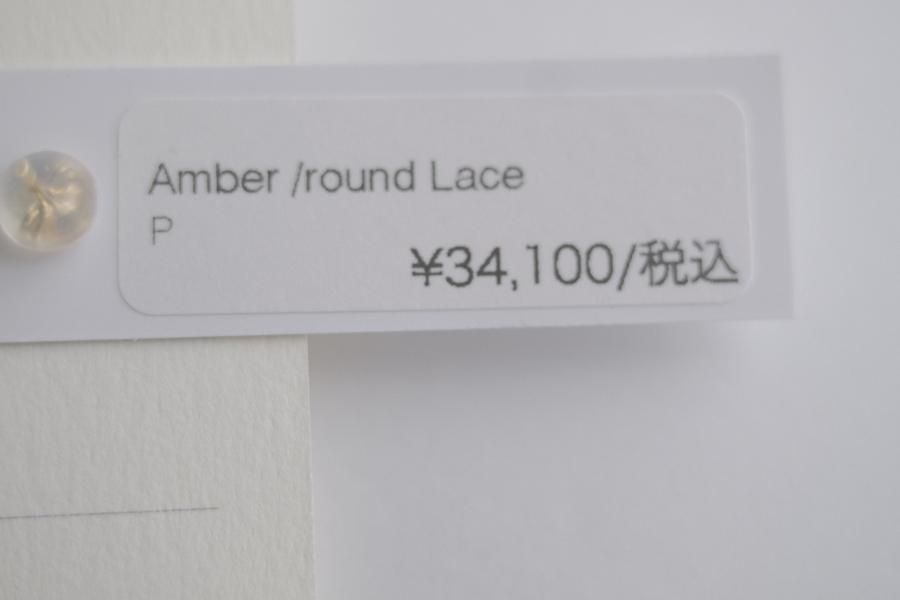 Amber /round Lace
P
¥34,100/税込